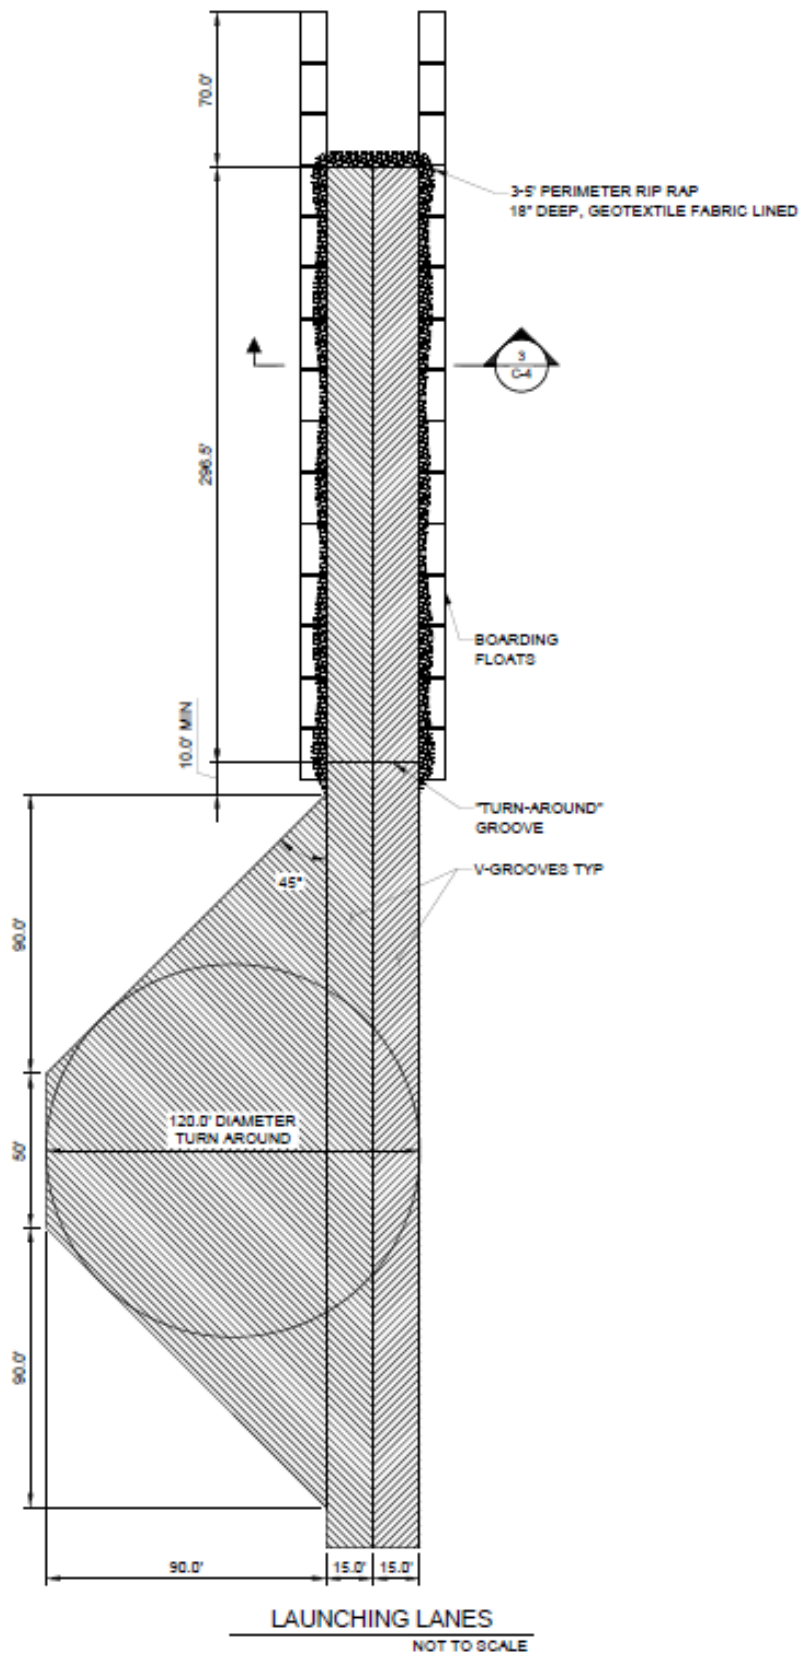 70.0'
3-5' PERIMETER RIP RAP
18" DEEP, GEOTEXTILE FABRIC LINED
3
C-4
296.5'
BOARDING
FLOATS
10.0' MIN
"TURN-AROUND"
GROOVE
V-GROOVES TYP
45°
90.0'
120.0' DIAMETER
TURN AROUND
50'
90.0'
90.0'
15.0'
15.0'
LAUNCHING LANES
NOT TO SCALE